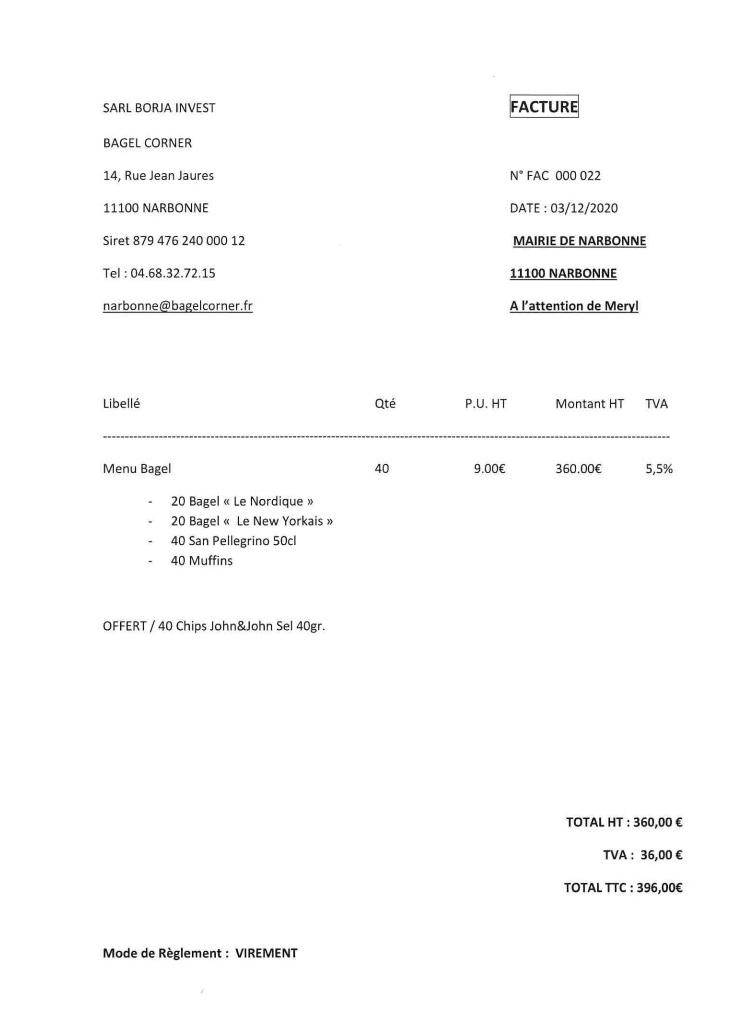 SARL BORJA INVEST
FACTURE
BAGEL CORNER
14, Rue Jean Jaures
N° FAC 000 022
11100 NARBONNE
DATE : 03/12/2020
Siret 879 476 240 000 12
MAIRIE DE NARBONNE
Tel : 04.68.32.72.15
11100 NARBONNE
narbonne@bagelcorner.fr
A l’attention de Meryl
Libellé Qté P.U. HT Montant HT TVA
Menu Bagel 40 9.00€ 360.00€ 5,5%
- 20 Bagel « Le Nordique »
- 20 Bagel « Le New Yorkais »
- 40 San Pellegrino 50cl
- 40 Muffins
OFFERT / 40 Chips John&John Sel 40gr.
TOTAL HT : 360,00 €
TVA : 36,00 €
TOTAL TTC : 396,00€
Mode de Règlement : VIREMENT